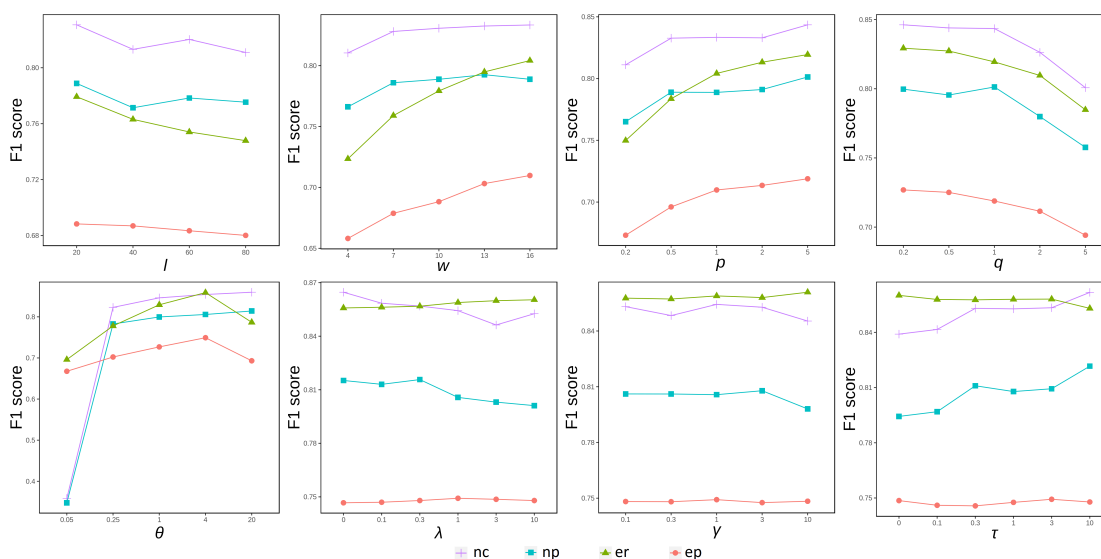 F1 score
0.80
0.76
0.72
0.68
20 40 60 80
l
F1 score
0.80
0.75
0.70
0.65
4 7 10 13 16
w
F1 score
0.85
0.80
0.75
0.70
0.2 0.5 1 2 5
p
F1 score
0.85
0.80
0.75
0.70
0.2 0.5 1 2 5
q
F1 score
0.8
0.7
0.6
0.5
0.4
0.05 0.25 1 4 20
θ
F1 score
0.87
0.84
0.81
0.78
0.75
0 0.1 0.3 1 3 10
λ
F1 score
0.84
0.81
0.78
0.75
0.1 0.3 1 3 10
γ
F1 score
0.84
0.81
0.78
0.75
0 0.1 0.3 1 3 10
τ
nc np er ep